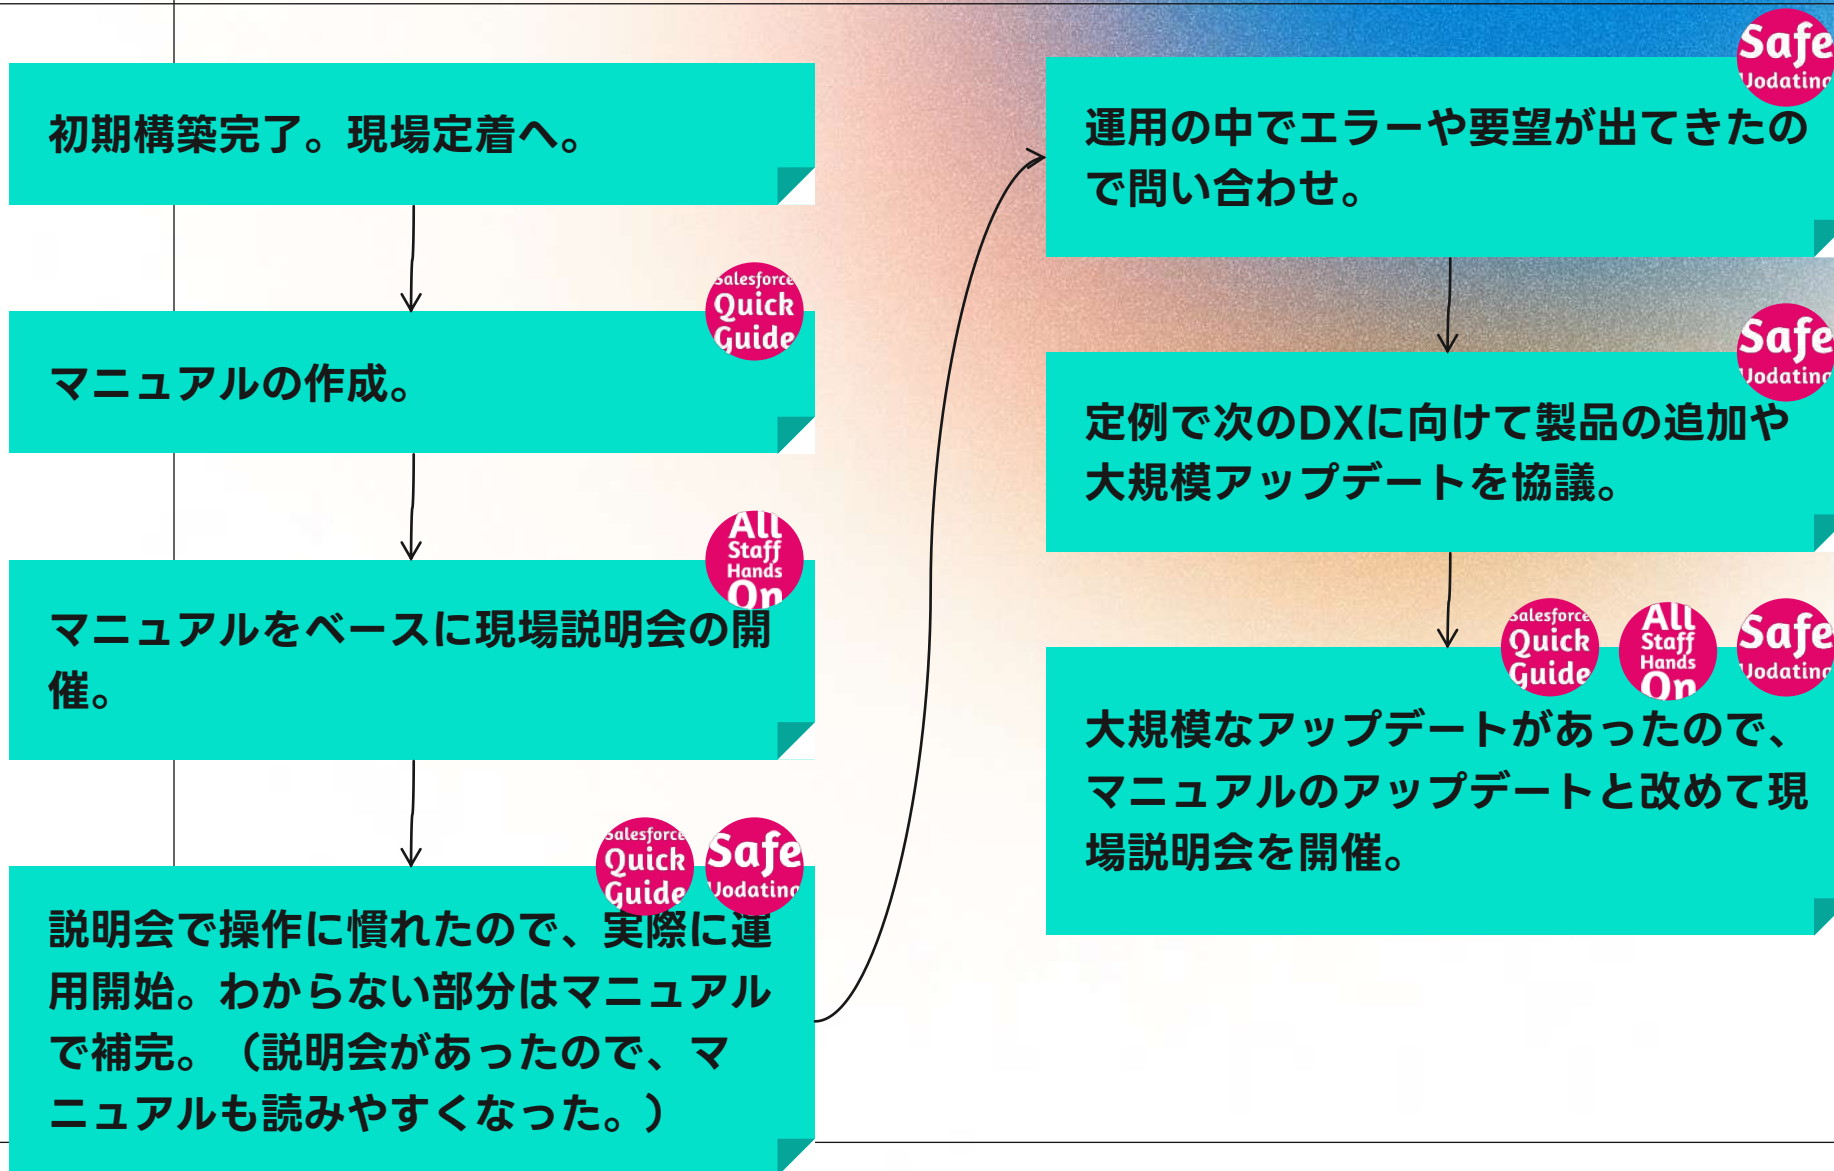 初期構築完了。現場定着へ。
Salesforce
Quick
Guide
マニュアルの作成。
All
Staff
Hands
On
マニュアルをベースに現場説明会の開
催。
Salesforce
Quick
Guide
Safe
Uodating
説明会で操作に慣れたので、実際に運
用開始。わからない部分はマニュアル
で補完。（説明会があったので、マ
ニュアルも読みやすくなった。）
Safe
Uodating
運用の中でエラーや要望が出てきたの
で問い合わせ。
Safe
Uodating
定例で次のDXに向けて製品の追加や
大規模アップデートを協議。
Salesforce
Quick
Guide
All
Staff
Hands
On
Safe
Uodating
大規模なアップデートがあったので、
マニュアルのアップデートと改めて現
場説明会を開催。